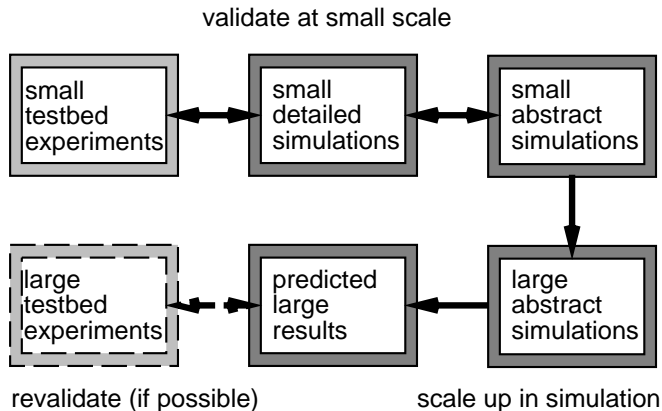 validate at small scale
small
testbed
experiments
small
detailed
simulations
small
abstract
simulations
large
testbed
experiments
predicted
large
results
large
abstract
simulations
revalidate (if possible)
scale up in simulation